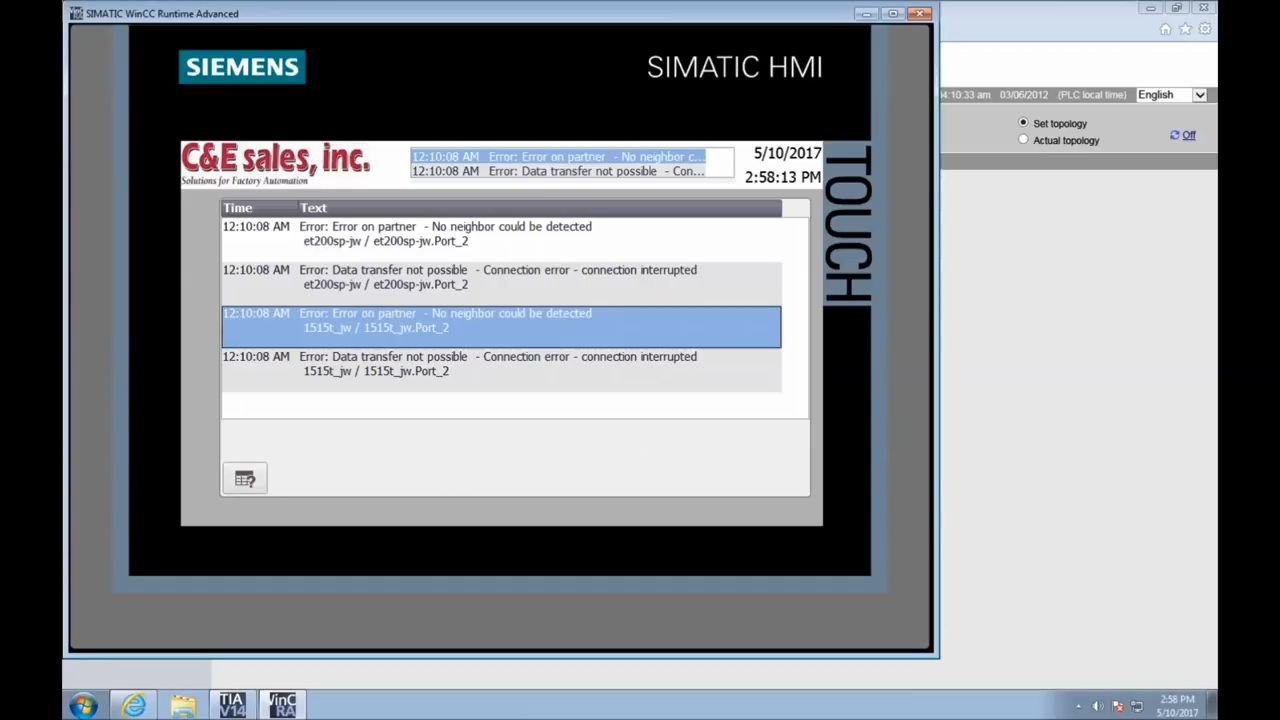 SIMATIC WinCC Runtime Advanced
SIEMENS
SIMATIC HMI
04:10:33 am 03/06/2012 (PLC local time) English
Set topology
Actual topology
Off
C&E sales, inc.
Solutions for Factory Automation
12:10:08 AM Error: Error on partner - No neighbor c...
12:10:08 AM Error: Data transfer not possible - Con...
5/10/2017
2:58:13 PM
TOUCH
Time Text
12:10:08 AM Error: Error on partner - No neighbor could be detected
et200sp-jw / et200sp-jw.Port_2
12:10:08 AM Error: Data transfer not possible - Connection error - connection interrupted
et200sp-jw / et200sp-jw.Port_2
12:10:08 AM Error: Error on partner - No neighbor could be detected
1515t_jw / 1515t_jw.Port_2
12:10:08 AM Error: Data transfer not possible - Connection error - connection interrupted
1515t_jw / 1515t_jw.Port_2
TIA
V14
WinC
RA
2:58 PM
5/10/2017